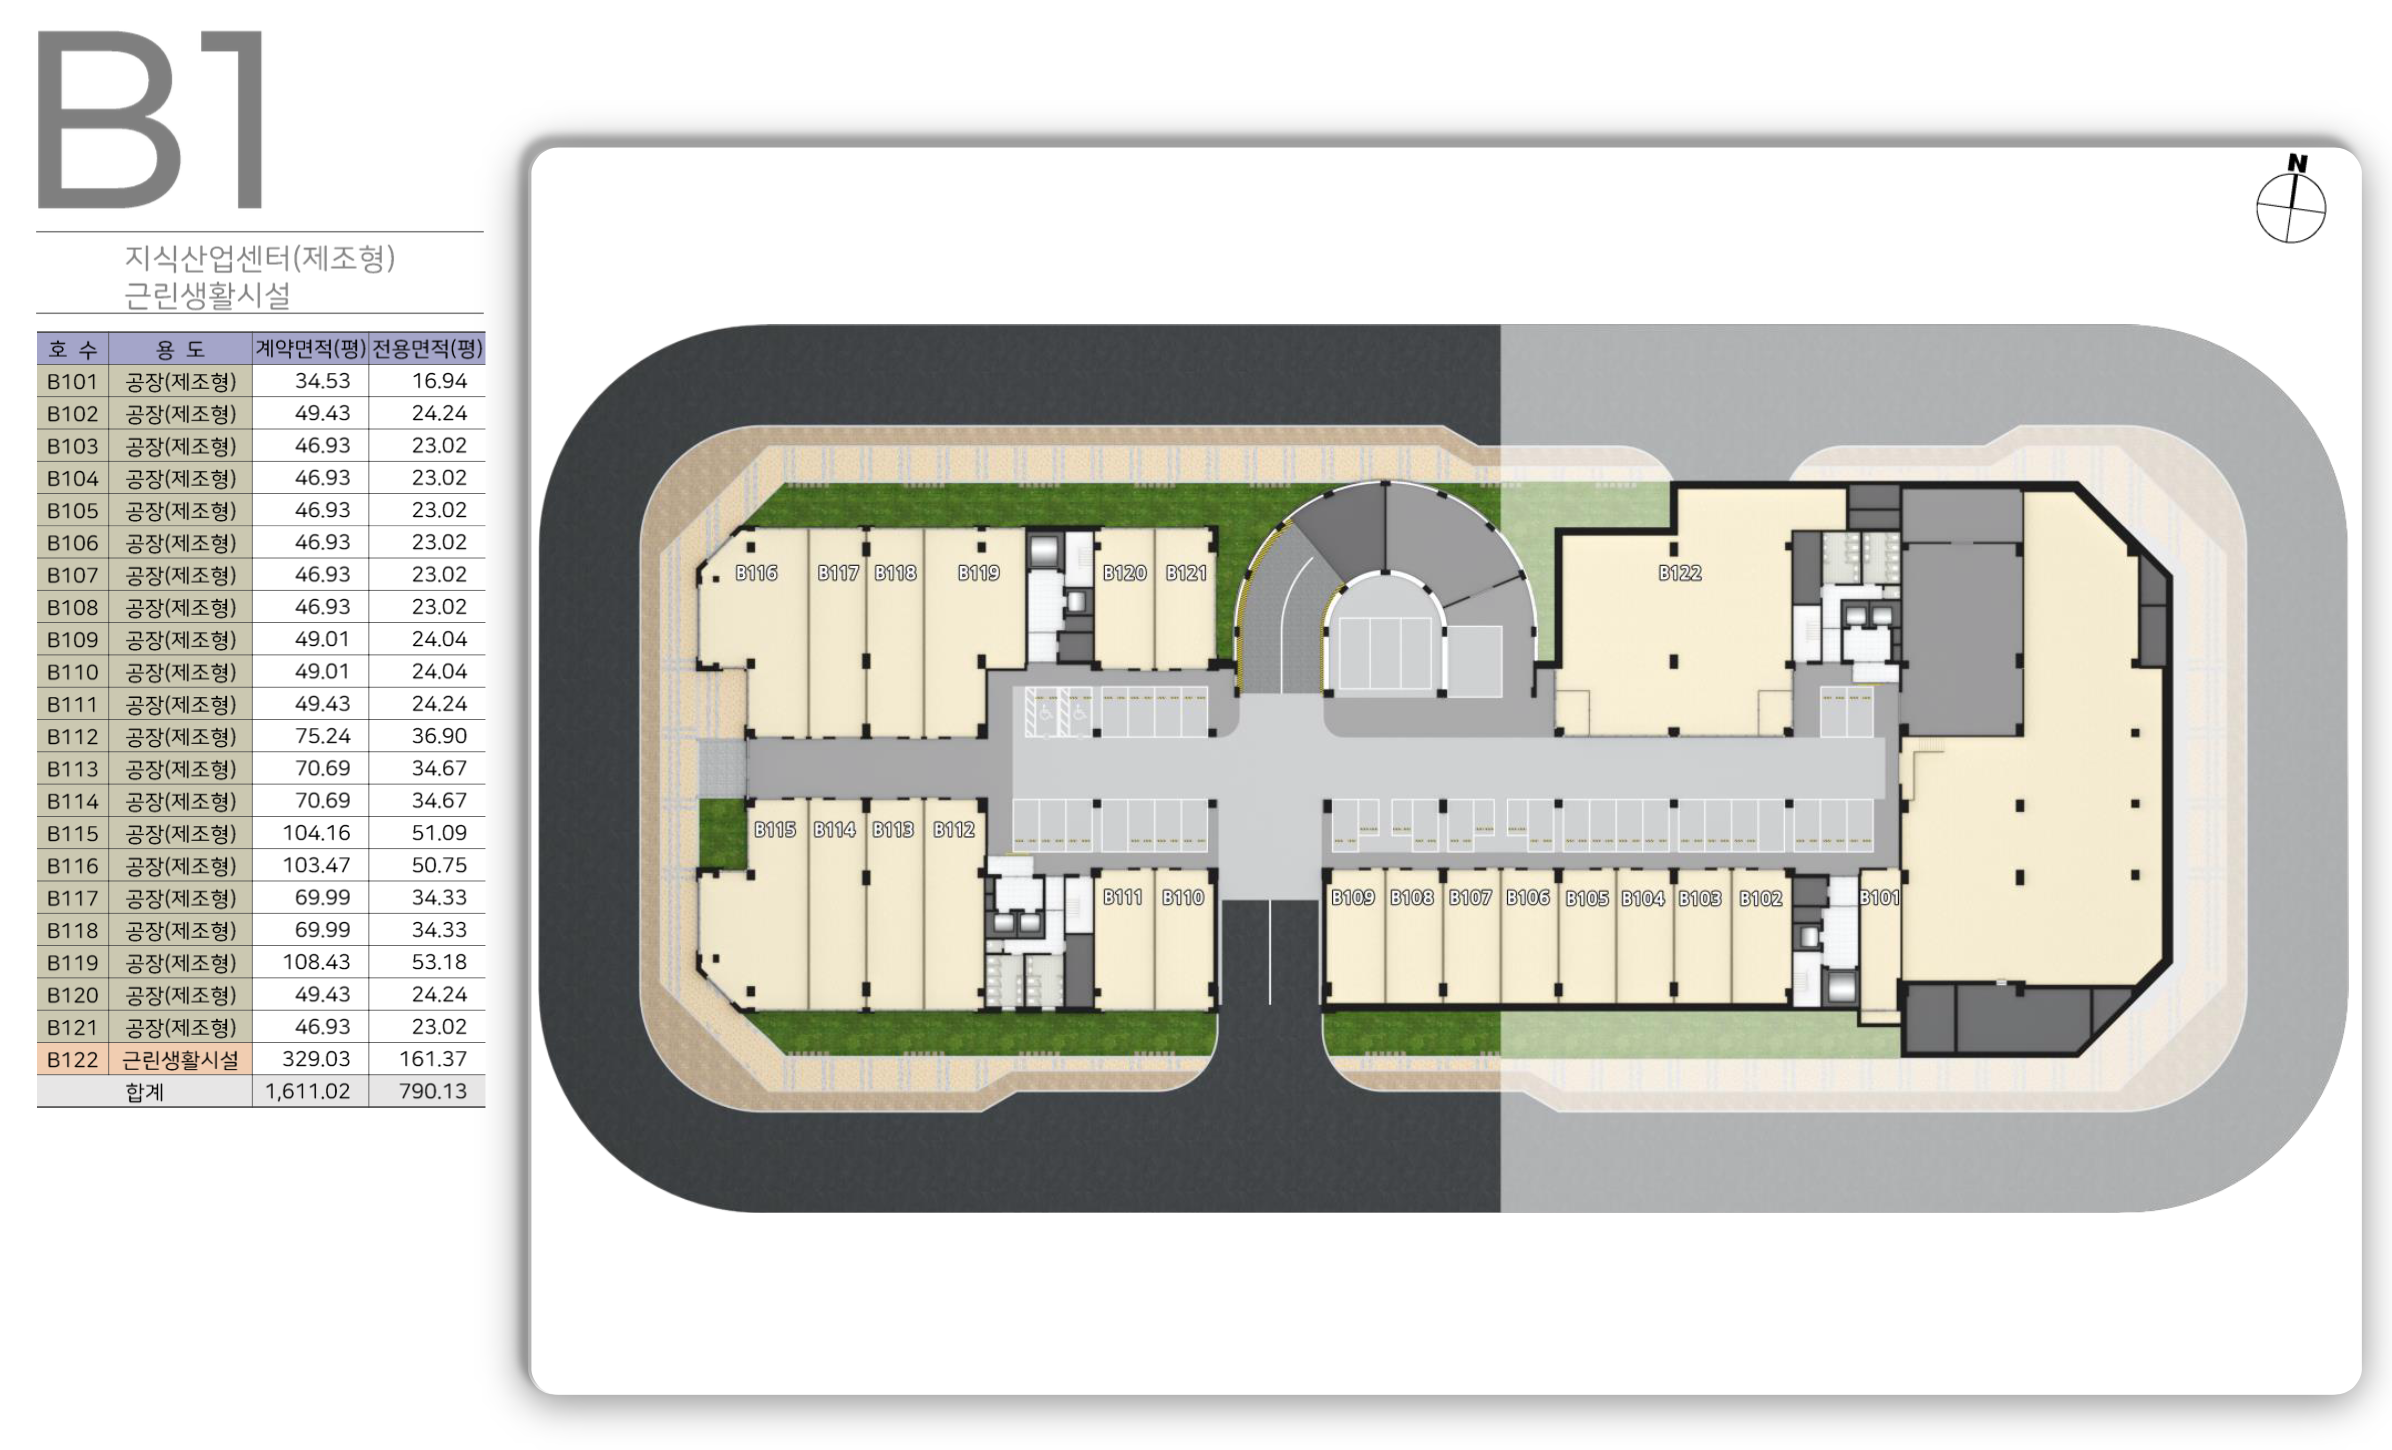 B1
지식산업센터(제조형)
근린생활시설
호 수 용 도 계약면적(평) 전용면적(평)
B101 공장(제조형) 34.53 16.94
B102 공장(제조형) 49.43 24.24
B103 공장(제조형) 46.93 23.02
B104 공장(제조형) 46.93 23.02
B105 공장(제조형) 46.93 23.02
B106 공장(제조형) 46.93 23.02
B107 공장(제조형) 46.93 23.02
B108 공장(제조형) 46.93 23.02
B109 공장(제조형) 49.01 24.04
B110 공장(제조형) 49.01 24.04
B111 공장(제조형) 49.43 24.24
B112 공장(제조형) 75.24 36.90
B113 공장(제조형) 70.69 34.67
B114 공장(제조형) 70.69 34.67
B115 공장(제조형) 104.16 51.09
B116 공장(제조형) 103.47 50.75
B117 공장(제조형) 69.99 34.33
B118 공장(제조형) 69.99 34.33
B119 공장(제조형) 108.43 53.18
B120 공장(제조형) 49.43 24.24
B121 공장(제조형) 46.93 23.02
B122 근린생활시설 329.03 161.37
합계 1,611.02 790.13
N
B116 B117 B118 B119 B120 B121 B122
B115 B114 B113 B112
B111 B110 B109 B108 B107 B106 B105 B104 B103 B102 B101